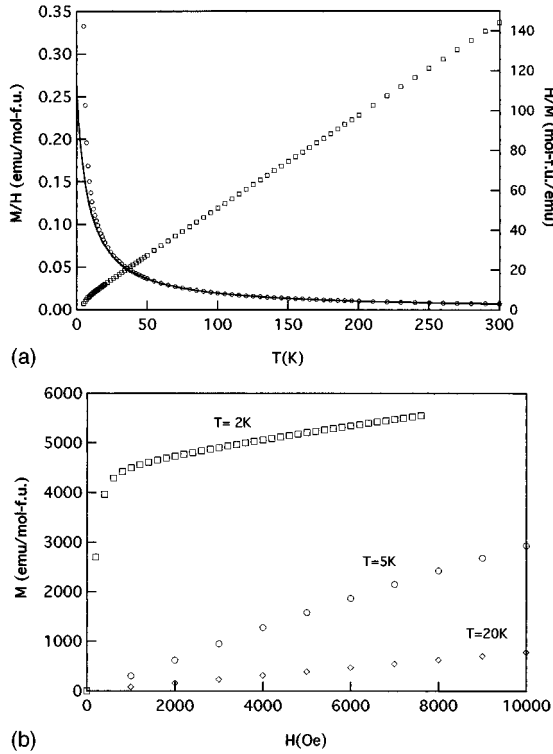 0.35
0.30
0.25
0.20
0.15
0.10
0.05
0.00
M/H (emu/mol-f.u.)
140
120
100
80
60
40
20
0
H/M (mol-f.u./emu)
0 50 100 150 200 250 300
T(K)
(a)
6000
5000
4000
3000
2000
1000
0
M (emu/mol-f.u.)
T= 2K
T=5K
T=20K
0 2000 4000 6000 8000 10000
H(Oe)
(b)